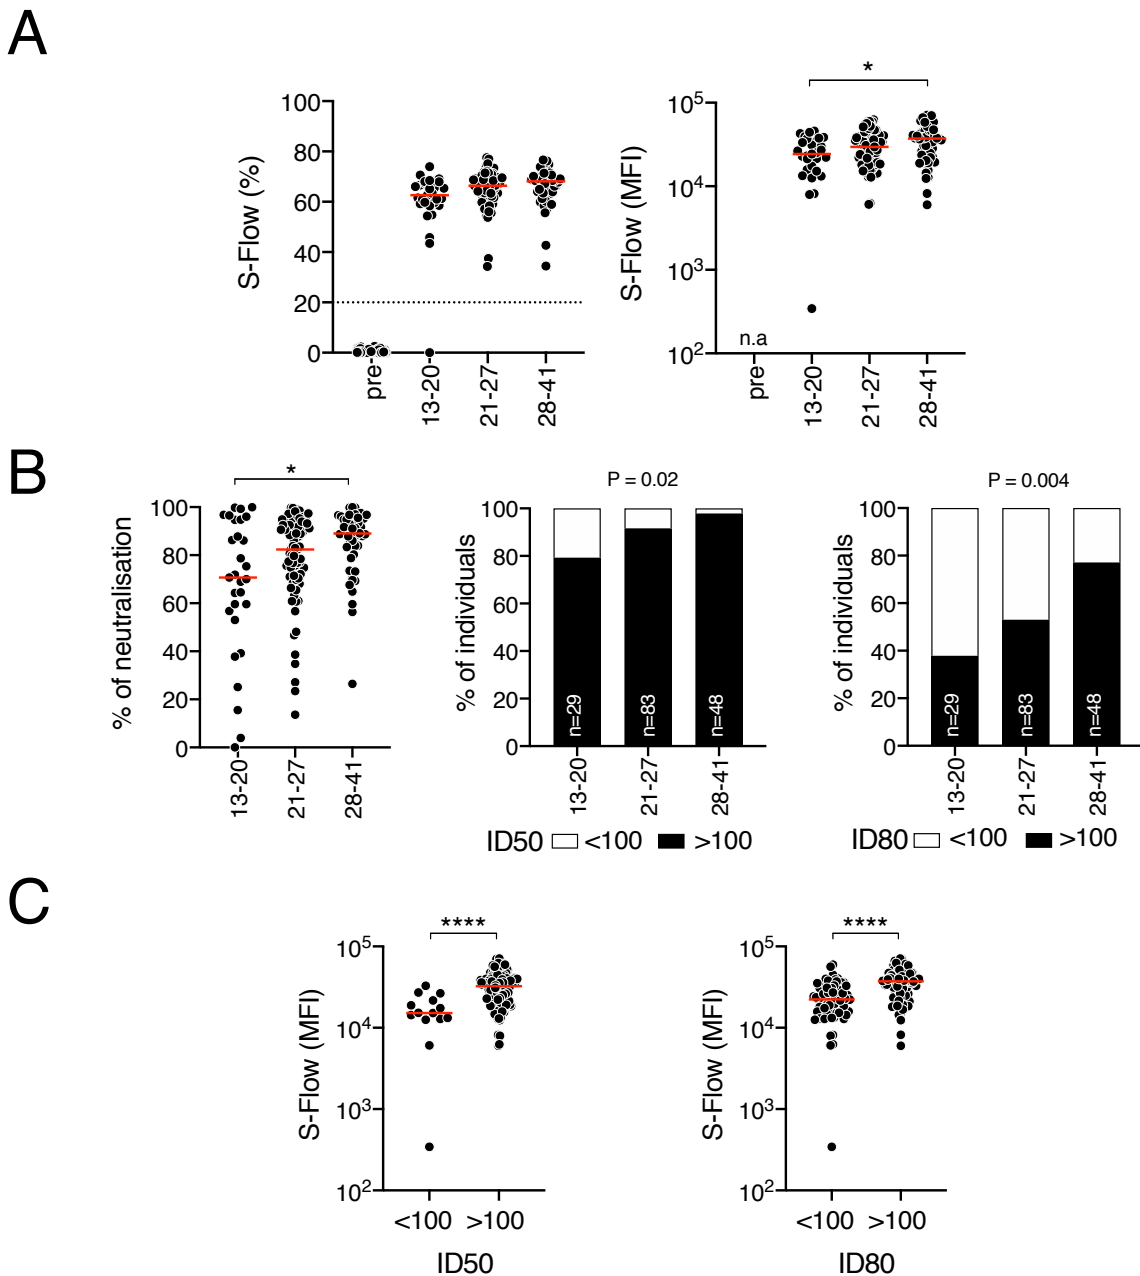 A
*
S-Flow (%)
100
80
60
40
20
0
pre
13-20
21-27
28-41
S-Flow (MFI)
10⁵
10⁴
10³
10²
n.a
pre
13-20
21-27
28-41
B
*
% of neutralisation
100
80
60
40
20
0
13-20
21-27
28-41
P = 0.02
% of individuals
100
80
60
40
20
0
n=29
n=83
n=48
13-20
21-27
28-41
ID50 <100 >100
P = 0.004
% of individuals
100
80
60
40
20
0
n=29
n=83
n=48
13-20
21-27
28-41
ID80 <100 >100
C
****
S-Flow (MFI)
10⁵
10⁴
10³
10²
<100 >100
ID50
****
S-Flow (MFI)
10⁵
10⁴
10³
10²
<100 >100
ID80